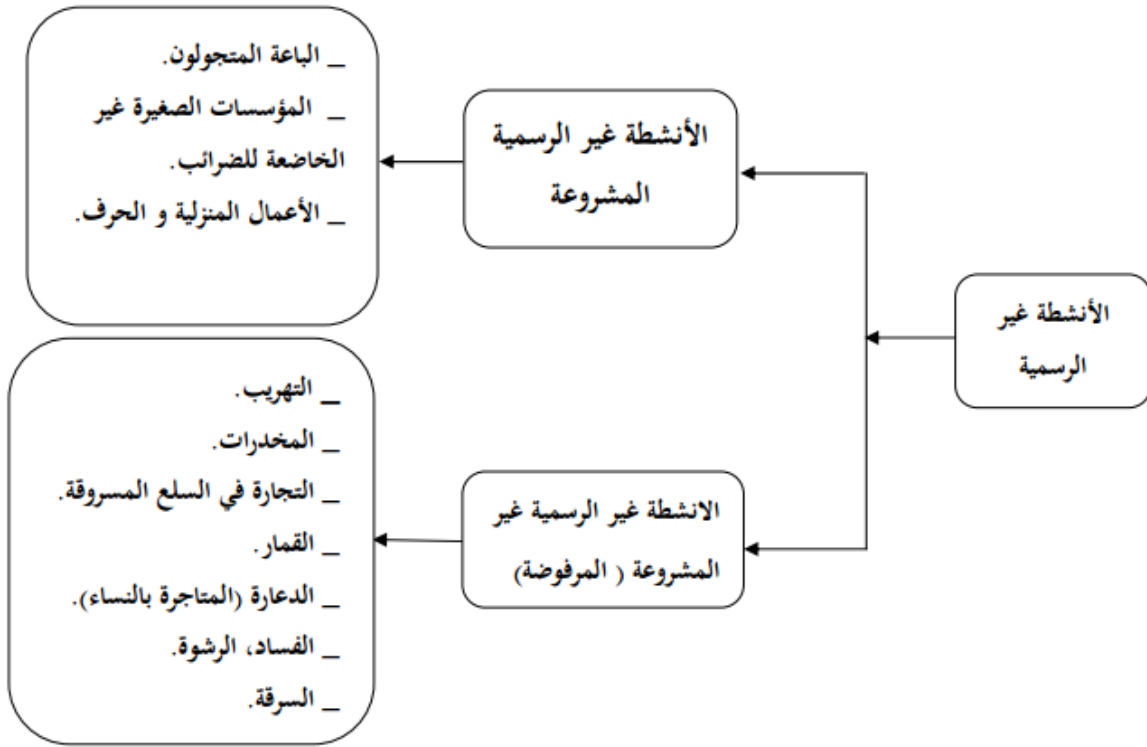 الأنشطة غير
الرسمية
الأنشطة غير الرسمية
المشروعة
_ الباعة المتجولون.
_ المؤسسات الصغيرة غير
الخاضعة للضرائب.
_ الأعمال المنزلية و الحرف.
الانشطة غير الرسمية غير
المشروعة ( المرفوضة)
_ التهريب.
_ المخدرات.
_ التجارة في السلع المسروقة.
_ القمار.
_ الدعارة (المتاجرة بالنساء).
_ الفساد، الرشوة.
_ السرقة.